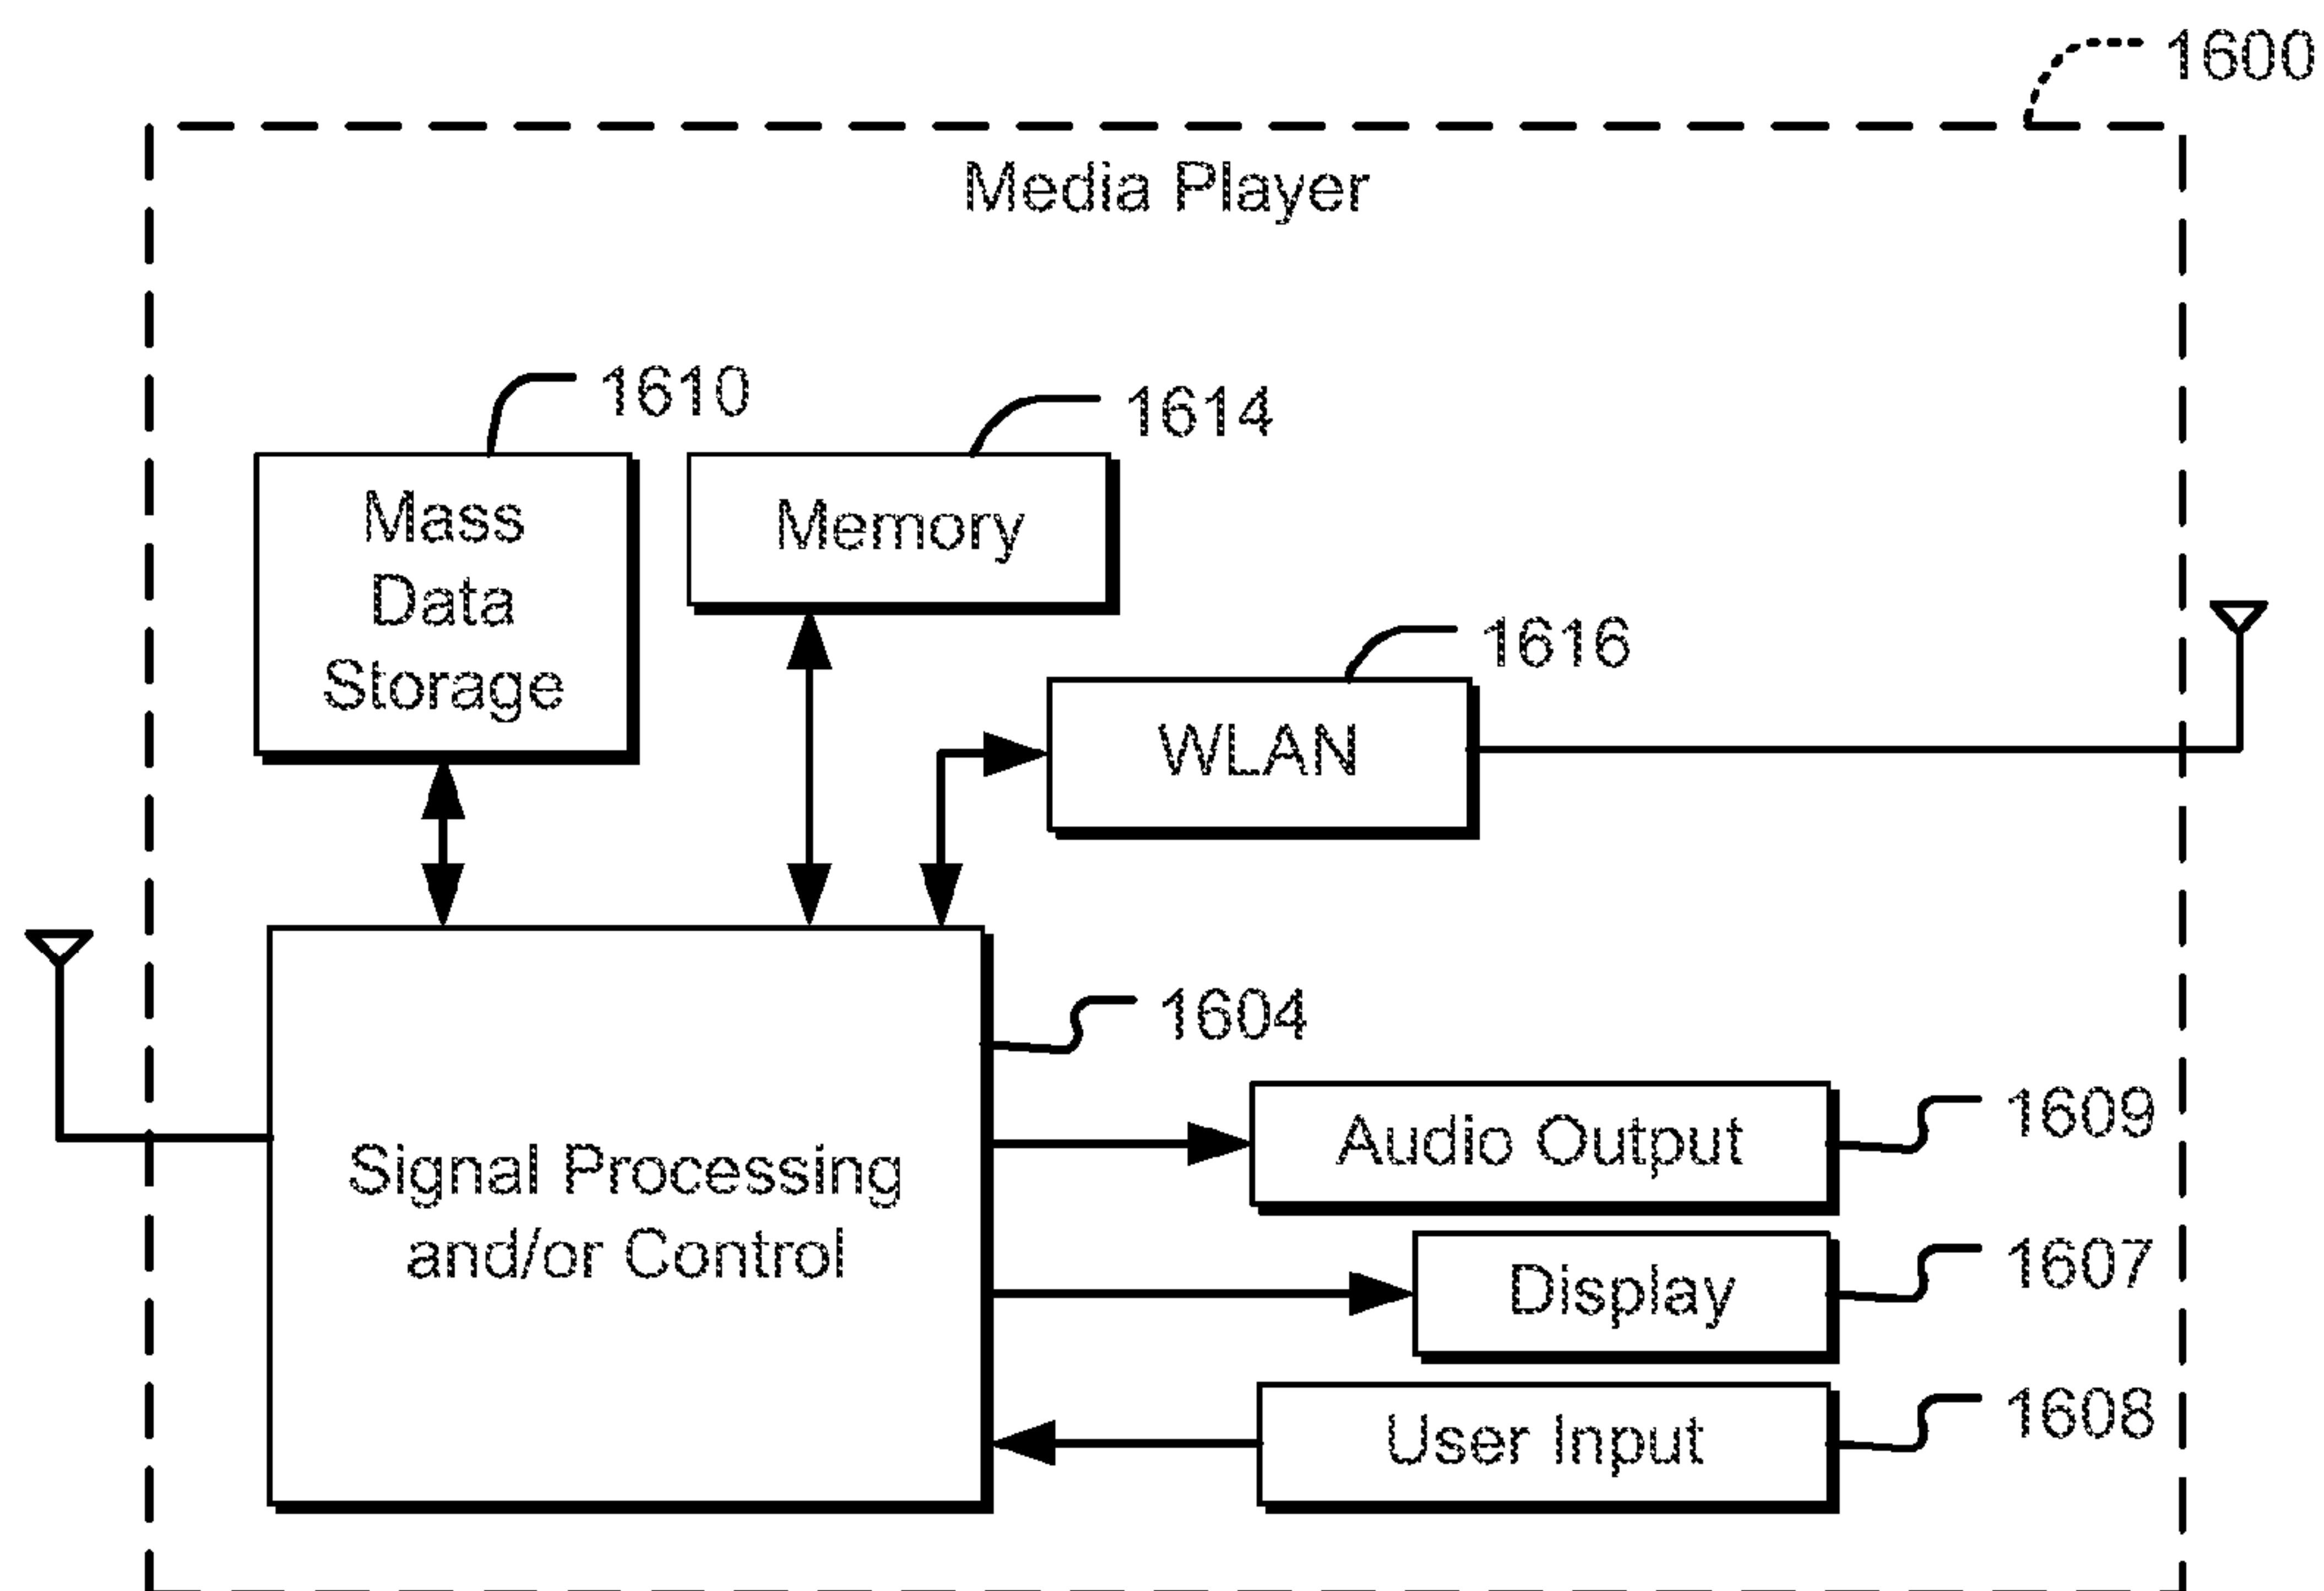 1600
Media Player
1610
1614
Mass
Data
Storage
Memory
1616
WLAN
1604
Signal Processing
and/or Control
Audio Output
1609
Display
1607
User Input
1608